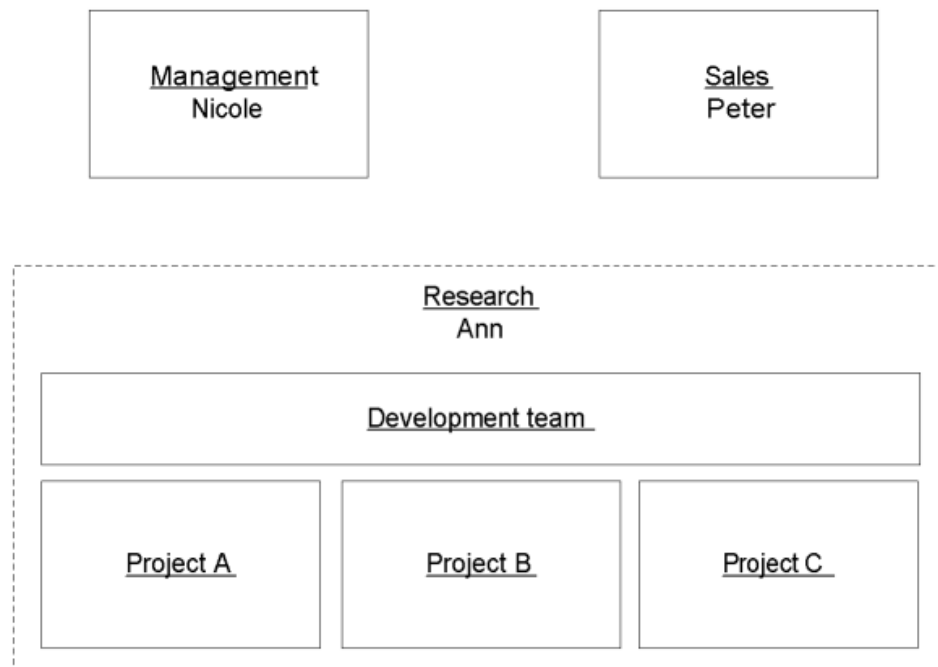 Management
Nicole
Sales
Peter
Research
Ann
Development team
Project A
Project B
Project C